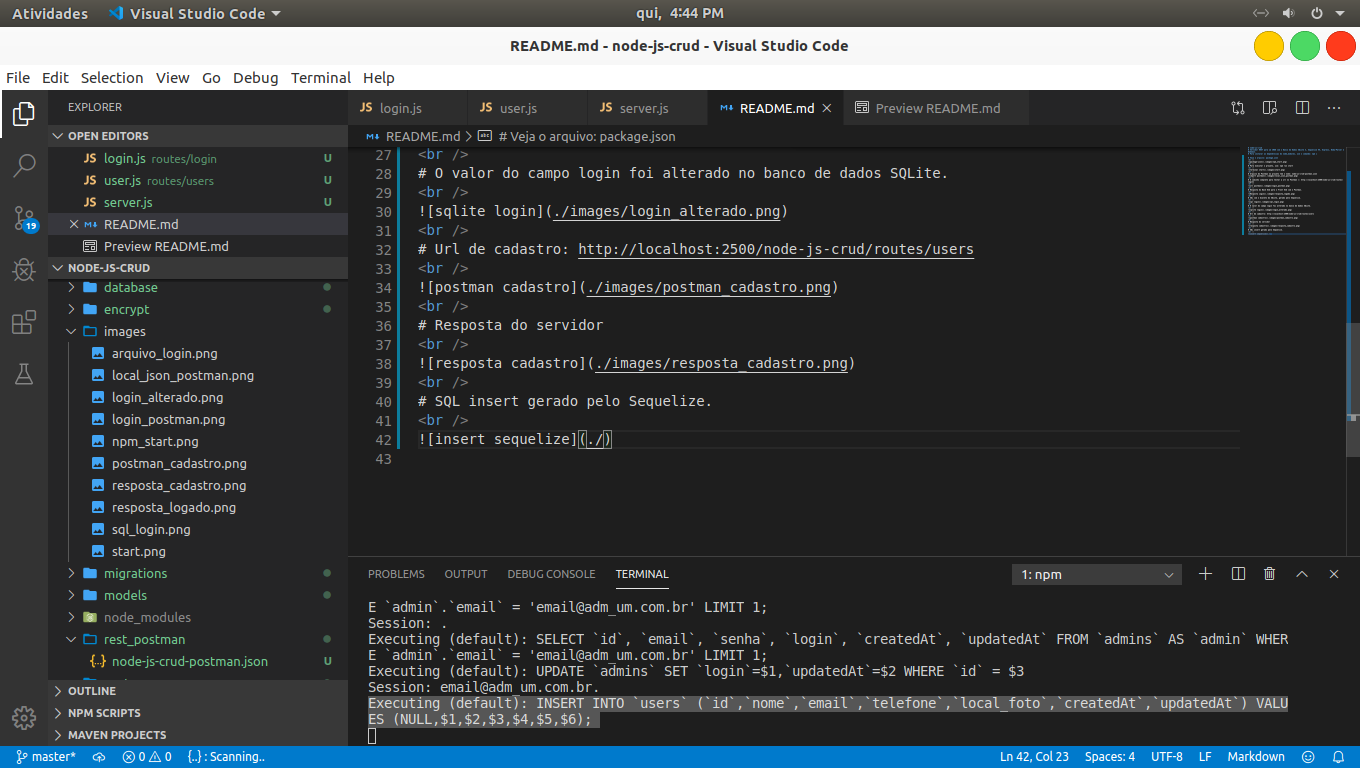 Atividades
Visual Studio Code
qui, 4:44 PM
README.md - node-js-crud - Visual Studio Code
File Edit Selection View Go Debug Terminal Help
EXPLORER
OPEN EDITORS
JS login.js routes/login U
JS user.js routes/users U
JS server.js U
README.md
Preview README.md
NODE-JS-CRUD
database
encrypt
images
arquivo_login.png
local_json_postman.png
login_alterado.png
login_postman.png
npm_start.png
postman_cadastro.png
resposta_cadastro.png
resposta_logado.png
sql_login.png
start.png
migrations
models
node_modules
rest_postman
{..} node-js-crud-postman.json U
OUTLINE
NPM SCRIPTS
MAVEN PROJECTS
19
JS login.js
JS user.js
JS server.js
README.md
Preview README.md
README.md > abc # Veja o arquivo: package.json
27 <br />
28 # O valor do campo login foi alterado no banco de dados SQLite.
29 <br />
30 ![sqlite login](./images/login_alterado.png)
31 <br />
32 # Url de cadastro: http://localhost:2500/node-js-crud/routes/users
33 <br />
34 ![postman cadastro](./images/postman_cadastro.png)
35 <br />
36 # Resposta do servidor
37 <br />
38 ![resposta cadastro](./images/resposta_cadastro.png)
39 <br />
40 # SQL insert gerado pelo Sequelize.
41 <br />
42 ![insert sequelize](./)
43
PROBLEMS OUTPUT DEBUG CONSOLE TERMINAL
1: npm
E `admin`.`email` = 'email@adm_um.com.br' LIMIT 1;
Session: .
Executing (default): SELECT `id`, `email`, `senha`, `login`, `createdAt`, `updatedAt` FROM `admins` AS `admin` WHER
E `admin`.`email` = 'email@adm_um.com.br' LIMIT 1;
Executing (default): UPDATE `admins` SET `login`=$1,`updatedAt`=$2 WHERE `id` = $3
Session: email@adm_um.com.br.
Executing (default): INSERT INTO `users` (`id`,`nome`,`email`,`telefone`,`local_foto`,`createdAt`,`updatedAt`) VALU
ES (NULL,$1,$2,$3,$4,$5,$6);
master* 0 0 {..} : Scanning..
Ln 42, Col 23 Spaces: 4 UTF-8 LF Markdown